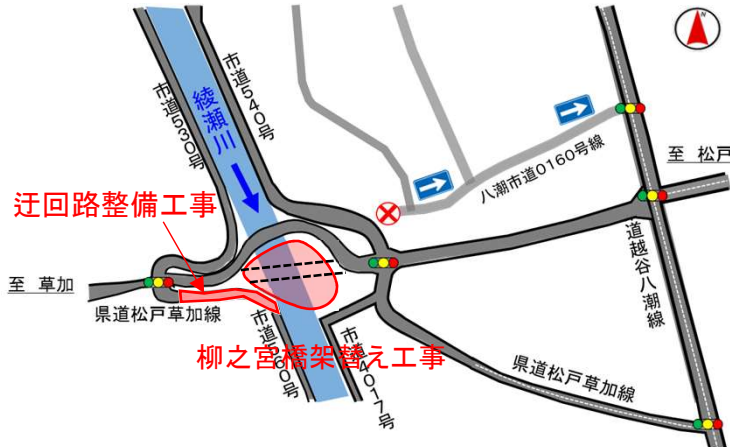 N
市道540号
市道530号
綾瀬川
八潮市道0160号線
至 松戸
迂回路整備工事
道越谷八潮線
至 草加
県道松戸草加線
市道560号
市道4017号
柳之宮橋架替え工事
県道松戸草加線